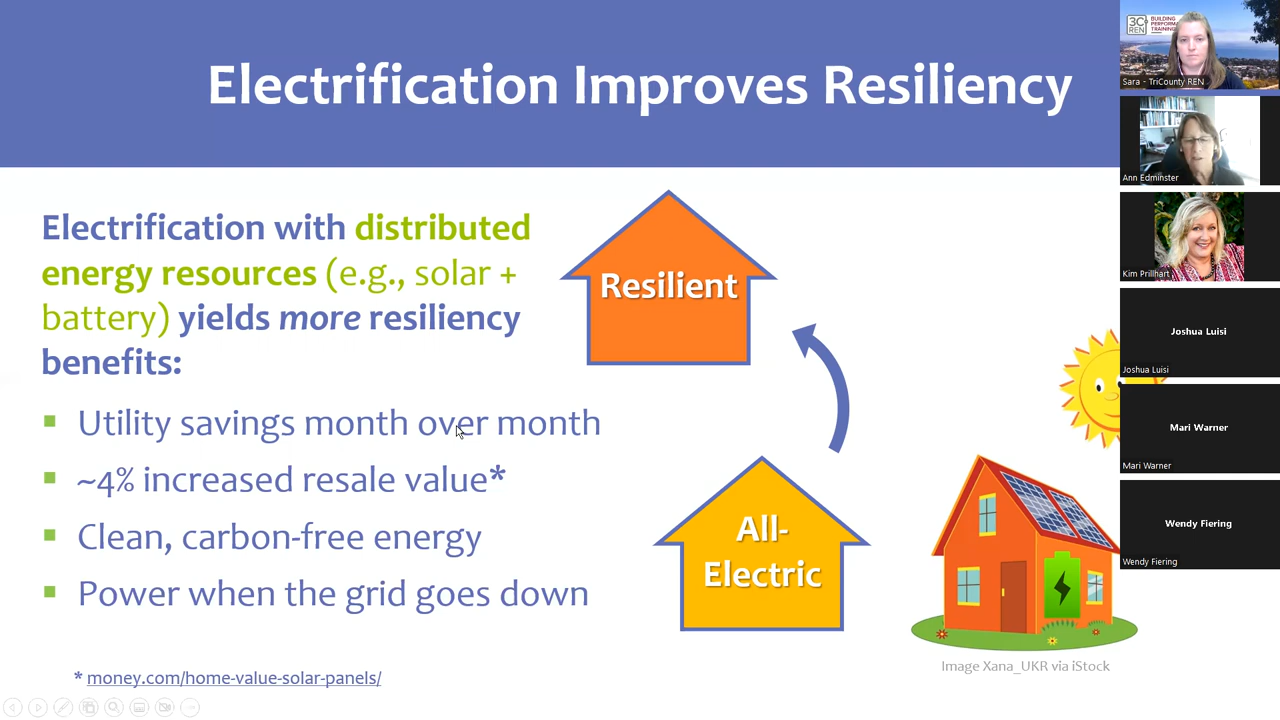 Electrification Improves Resiliency
Electrification with distributed
energy resources (e.g., solar +
battery) yields more resiliency
benefits:
Utility savings month over month
~4% increased resale value*
Clean, carbon-free energy
Power when the grid goes down
* money.com/home-value-solar-panels/
Resilient
All-
Electric
Image Xana_UKR via iStock
3C
REN
BUILDING
PERFORM
TRAINING
Sara - TriCounty REN
Ann Edminster
Kim Prillhart
Joshua Luisi
Joshua Luisi
Mari Warner
Mari Warner
Wendy Fiering
Wendy Fiering